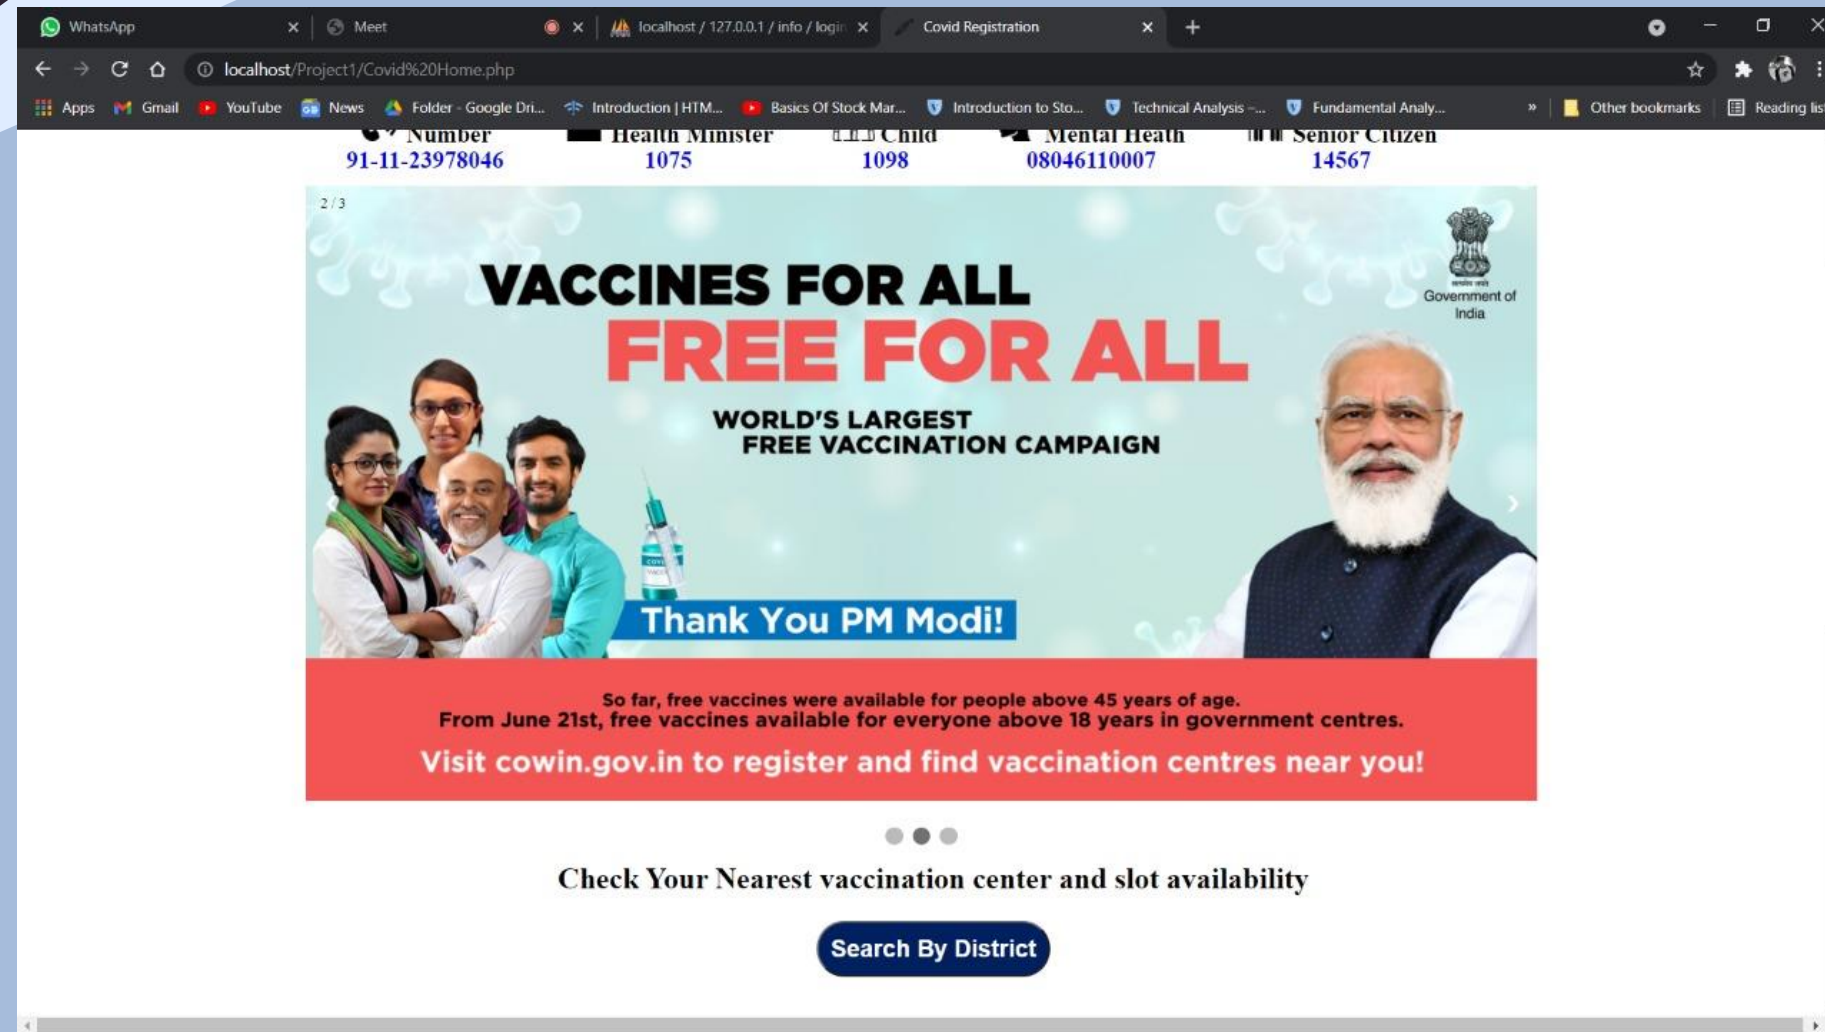 WhatsApp
Meet
localhost / 127.0.0.1 / info / login
Covid Registration
localhost/Project1/Covid%20Home.php
Apps
Gmail
YouTube
News
Folder - Google Dri...
Introduction | HTM...
Basics Of Stock Mar...
Introduction to Sto...
Technical Analysis –...
Fundamental Analy...
»
Other bookmarks
Reading lis
Number
Health Minister
Child
Mental Heath
Senior Citizen
91-11-23978046
1075
1098
08046110007
14567
2 / 3
VACCINES FOR ALL
FREE FOR ALL
WORLD'S LARGEST
FREE VACCINATION CAMPAIGN
Government of
India
Thank You PM Modi!
So far, free vaccines were available for people above 45 years of age.
From June 21st, free vaccines available for everyone above 18 years in government centres.
Visit cowin.gov.in to register and find vaccination centres near you!
Check Your Nearest vaccination center and slot availability
Search By District